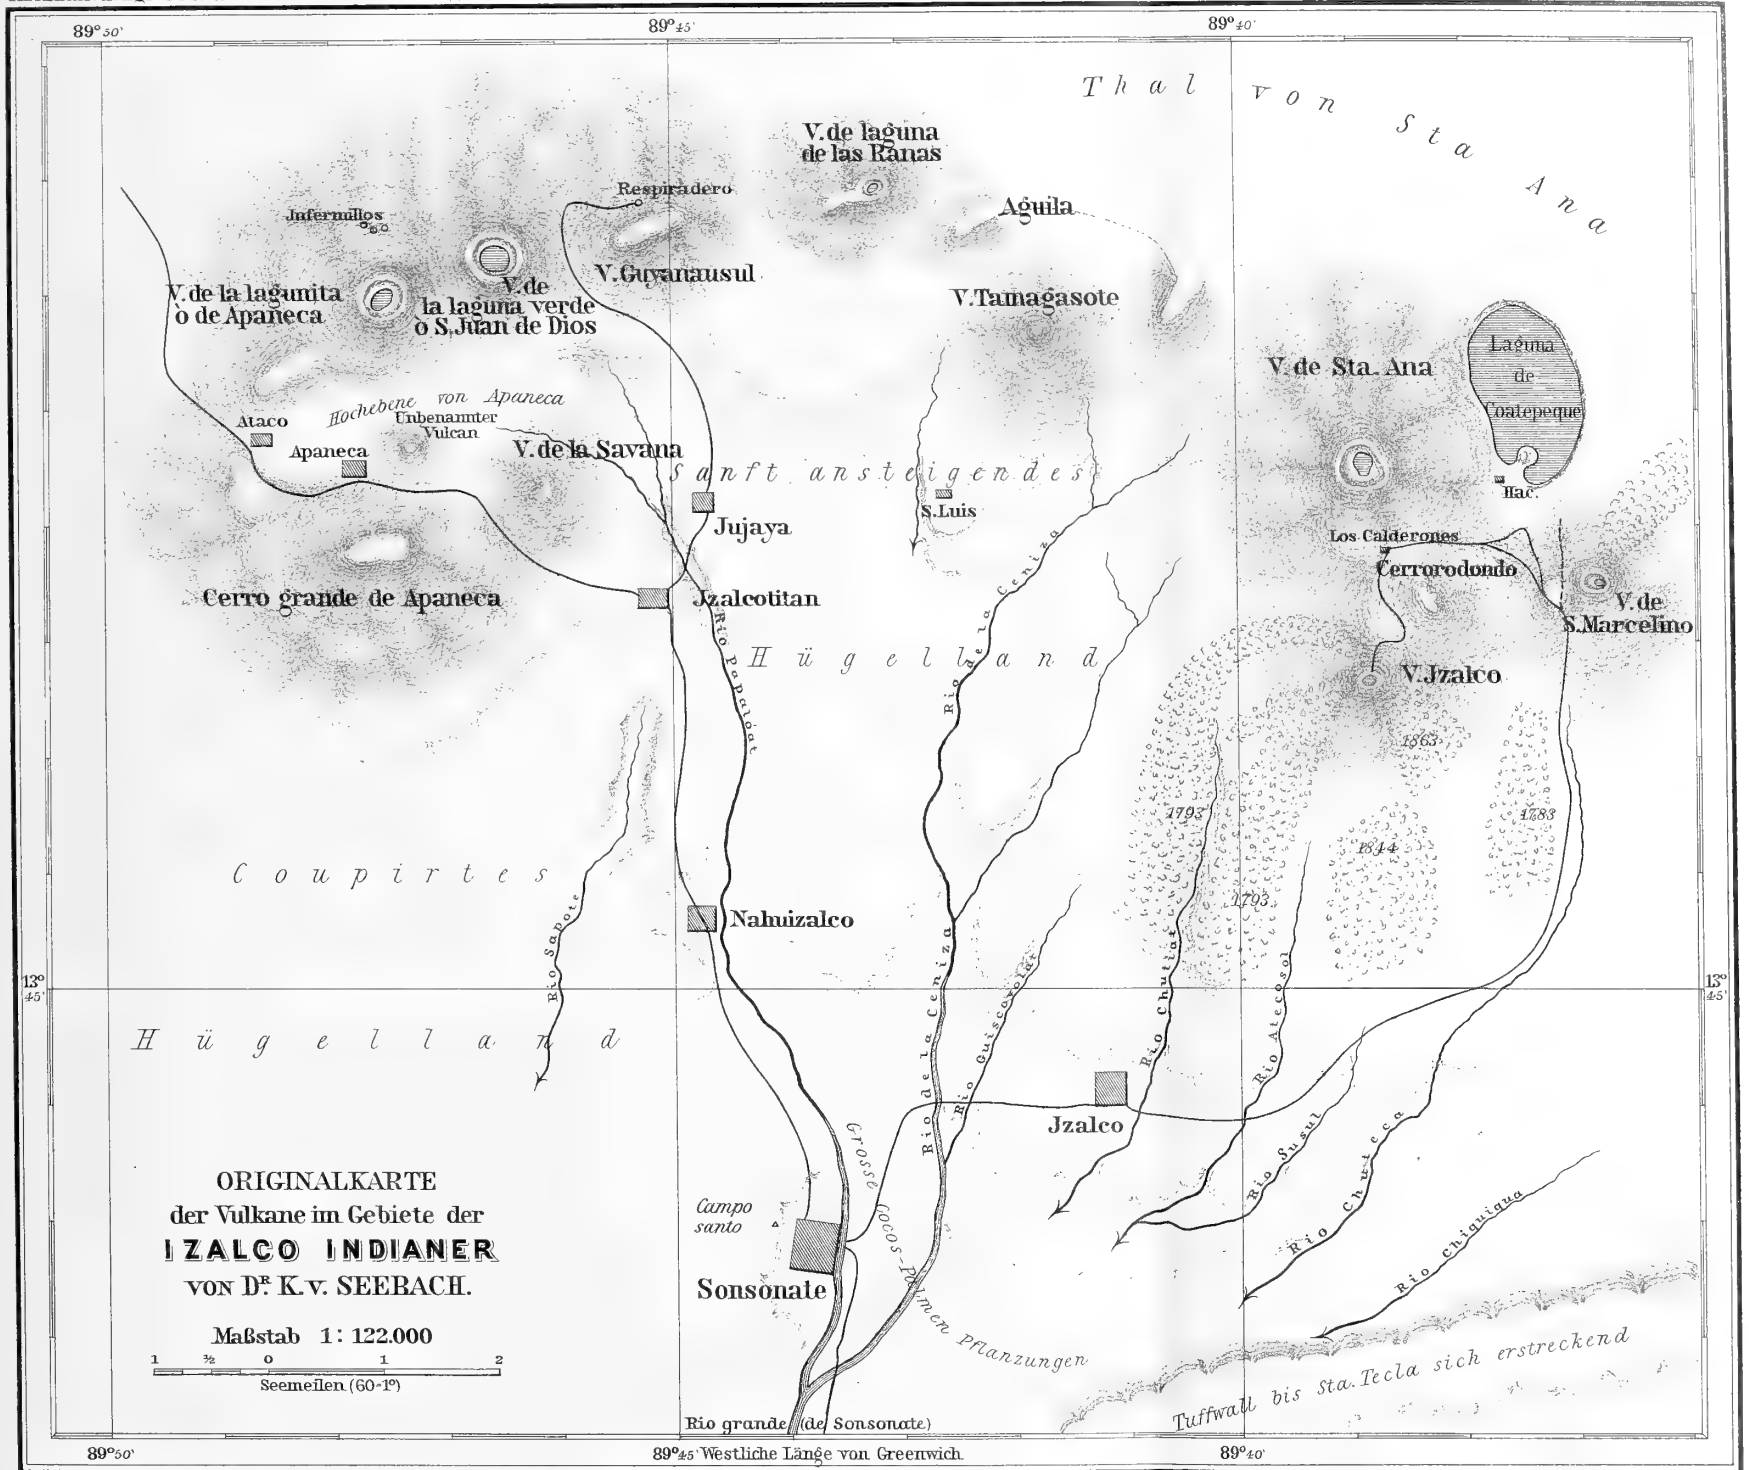 89° 50'
89° 45'
89° 40'
Thal von Sta Ana
V. de laguna
de las Ranas
Respiradero
Aguila
Infermillos
V. Guyanausul
V. de la lagunita
ò de Apaneca
V. de
la laguna verde
ò S. Juan de Dios
V. Tamagasote
Laguna
de
Coatepeque
V. de Sta. Ana
Hochebene von Apaneca
Ataco
Unbenannter
Vulcan
Apaneca
V. de la Savana
Sanft ansteigendes
Hac.
S. Luis
Jujaya
Los Calderones
Cerrorodondo
Cerro grande de Apaneca
Jzalcotitan
V. de
S. Marcelino
Rio de la Ceniza
Rio Papalóat
Hügelland
V. Jzalco
1863
1793
1783
1844
Coupirtes
1793
Nahuizalco
Rio Sapote
13°
45'
13°
45'
Hügelland
Rio de la Ceniza
Rio Guiscoyolat
Rio Chutiat
Rio Atecosol
Jzalco
Rio Susul
Rio Chuteca
Rio Chiquiqua
Grosse Cocos-Palmen Pflanzungen
Campo
santo
Sonsonate
ORIGINALKARTE
der Vulkane im Gebiete der
IZALCO INDIANER
VON DR. K. v. SEEBACH.
Maßstab 1: 122.000
1 ½ 0 1 2
Seemeilen (60=1°)
Tuffwall bis Sta. Tecla sich erstreckend
Rio grande (de Sonsonate)
89° 50'
89° 45' Westliche Länge von Greenwich
89° 40'